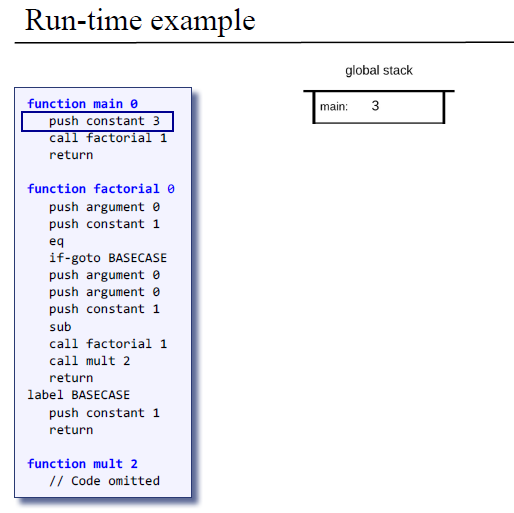 Run-time example
global stack
main: 3
function main 0
push constant 3
call factorial 1
return
function factorial 0
push argument 0
push constant 1
eq
if-goto BASECASE
push argument 0
push argument 0
push constant 1
sub
call factorial 1
call mult 2
return
label BASECASE
push constant 1
return
function mult 2
// Code omitted